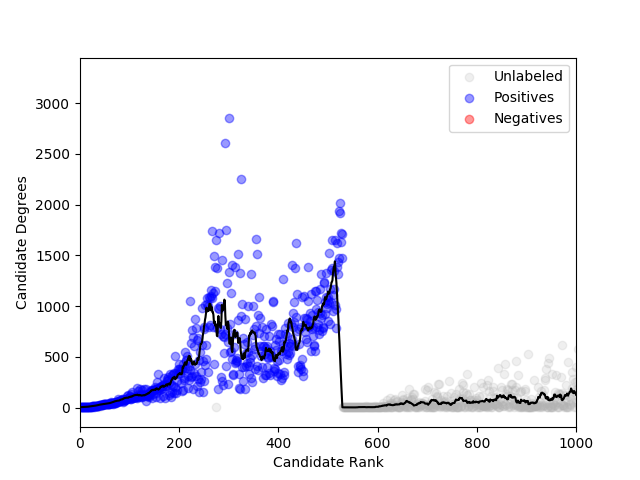 Unlabeled
Positives
Negatives
3000
2500
2000
1500
1000
500
0
Candidate Degrees
0 200 400 600 800 1000
Candidate Rank